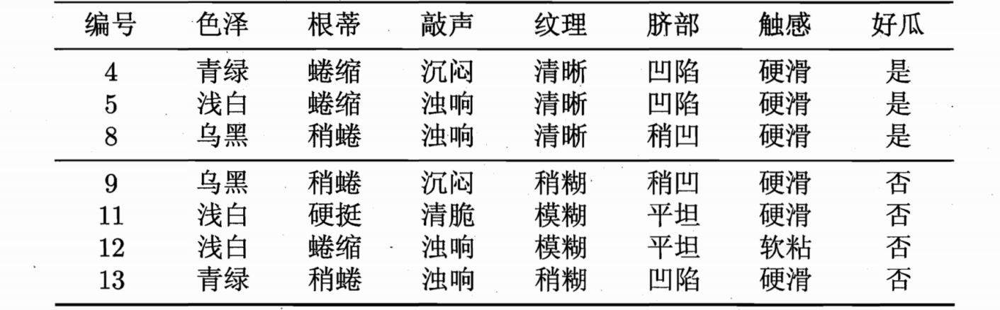 编号 色泽 根蒂 敲声 纹理 脐部 触感 好瓜
4 青绿 蜷缩 沉闷 清晰 凹陷 硬滑 是
5 浅白 蜷缩 浊响 清晰 凹陷 硬滑 是
8 乌黑 稍蜷 浊响 清晰 稍凹 硬滑 是
9 乌黑 稍蜷 沉闷 稍糊 稍凹 硬滑 否
11 浅白 硬挺 清脆 模糊 平坦 硬滑 否
12 浅白 蜷缩 浊响 模糊 平坦 软粘 否
13 青绿 稍蜷 浊响 稍糊 凹陷 硬滑 否